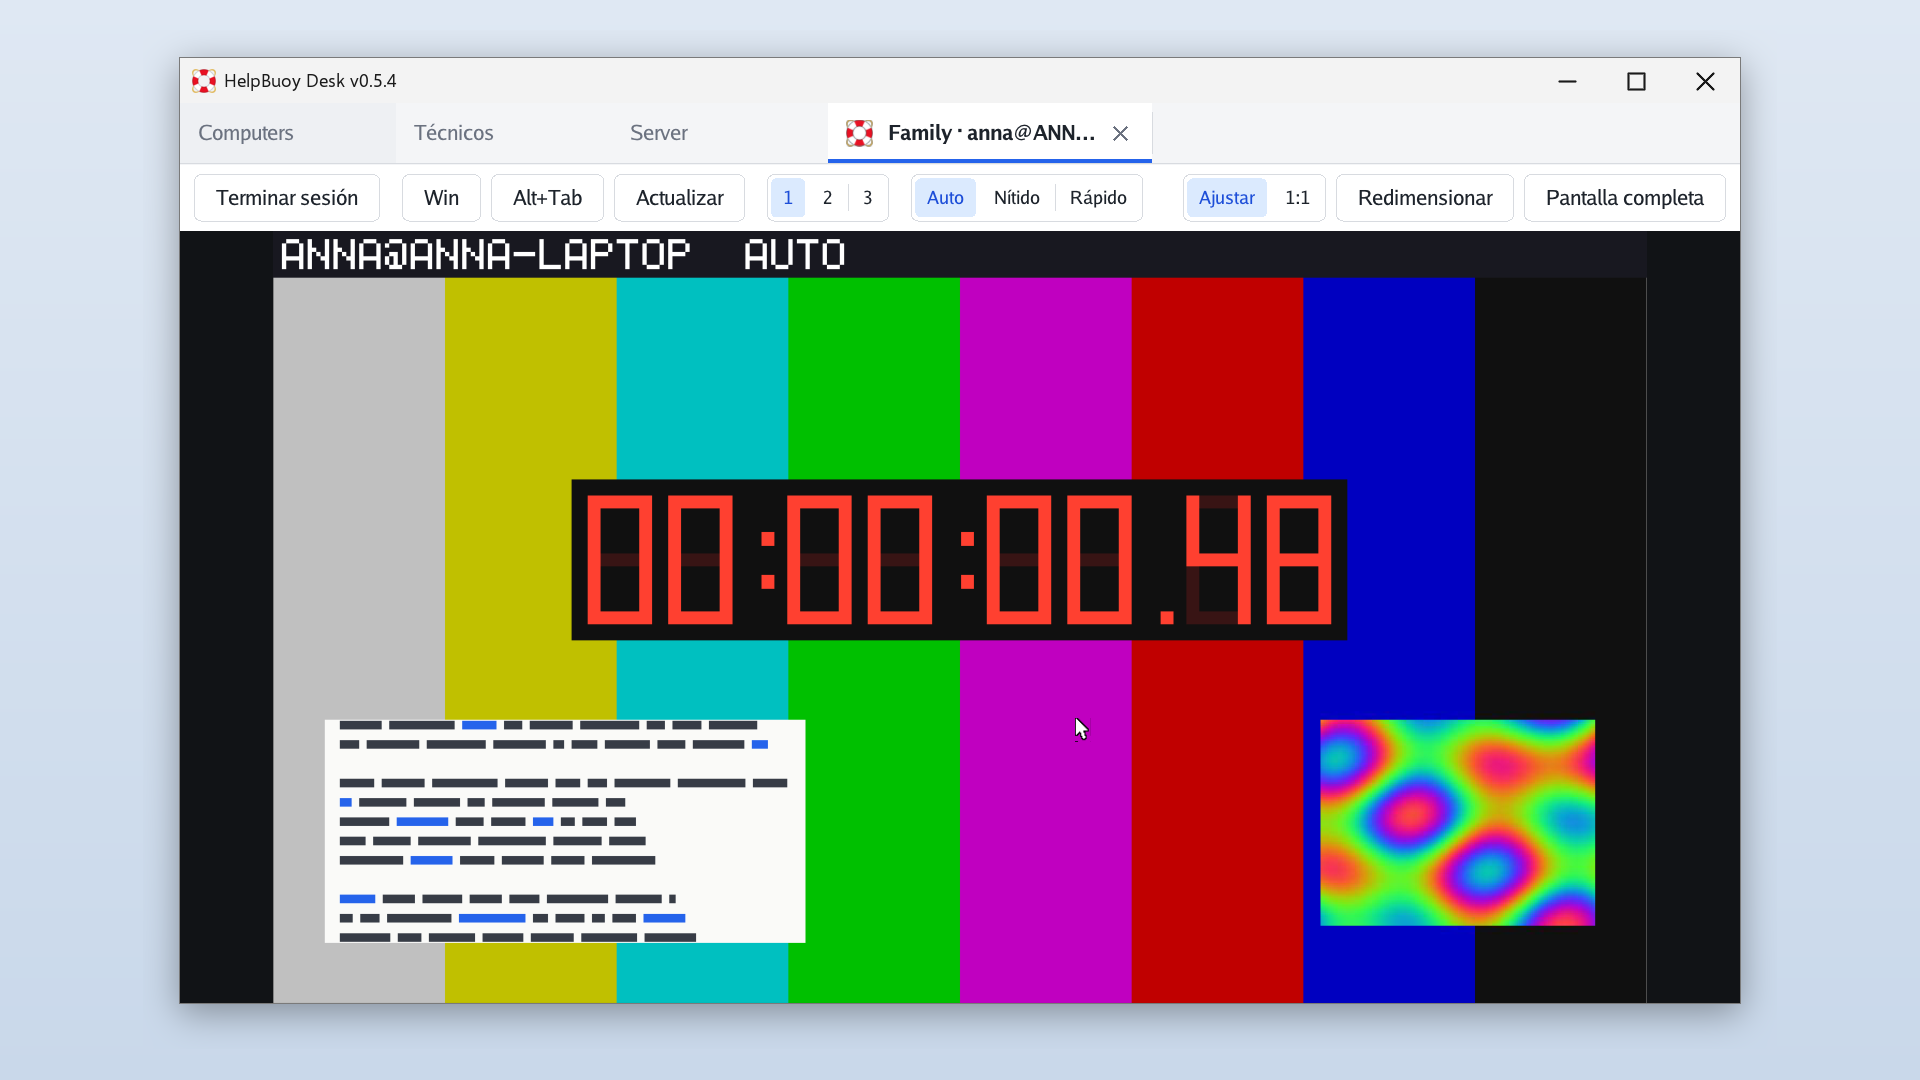 HelpBuoy Desk v0.5.4
Computers Técnicos Server Family · anna@ANN...
Terminar sesión Win Alt+Tab Actualizar 1 2 3 Auto Nítido Rápido Ajustar 1:1 Redimensionar Pantalla completa
ANNA@ANNA-LAPTOP AUTO
00:00:00.48